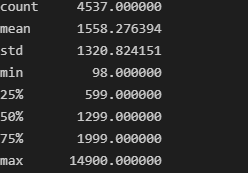 count 4537.000000
mean 1558.276394
std 1320.824151
min 98.000000
25% 599.000000
50% 1299.000000
75% 1999.000000
max 14900.000000